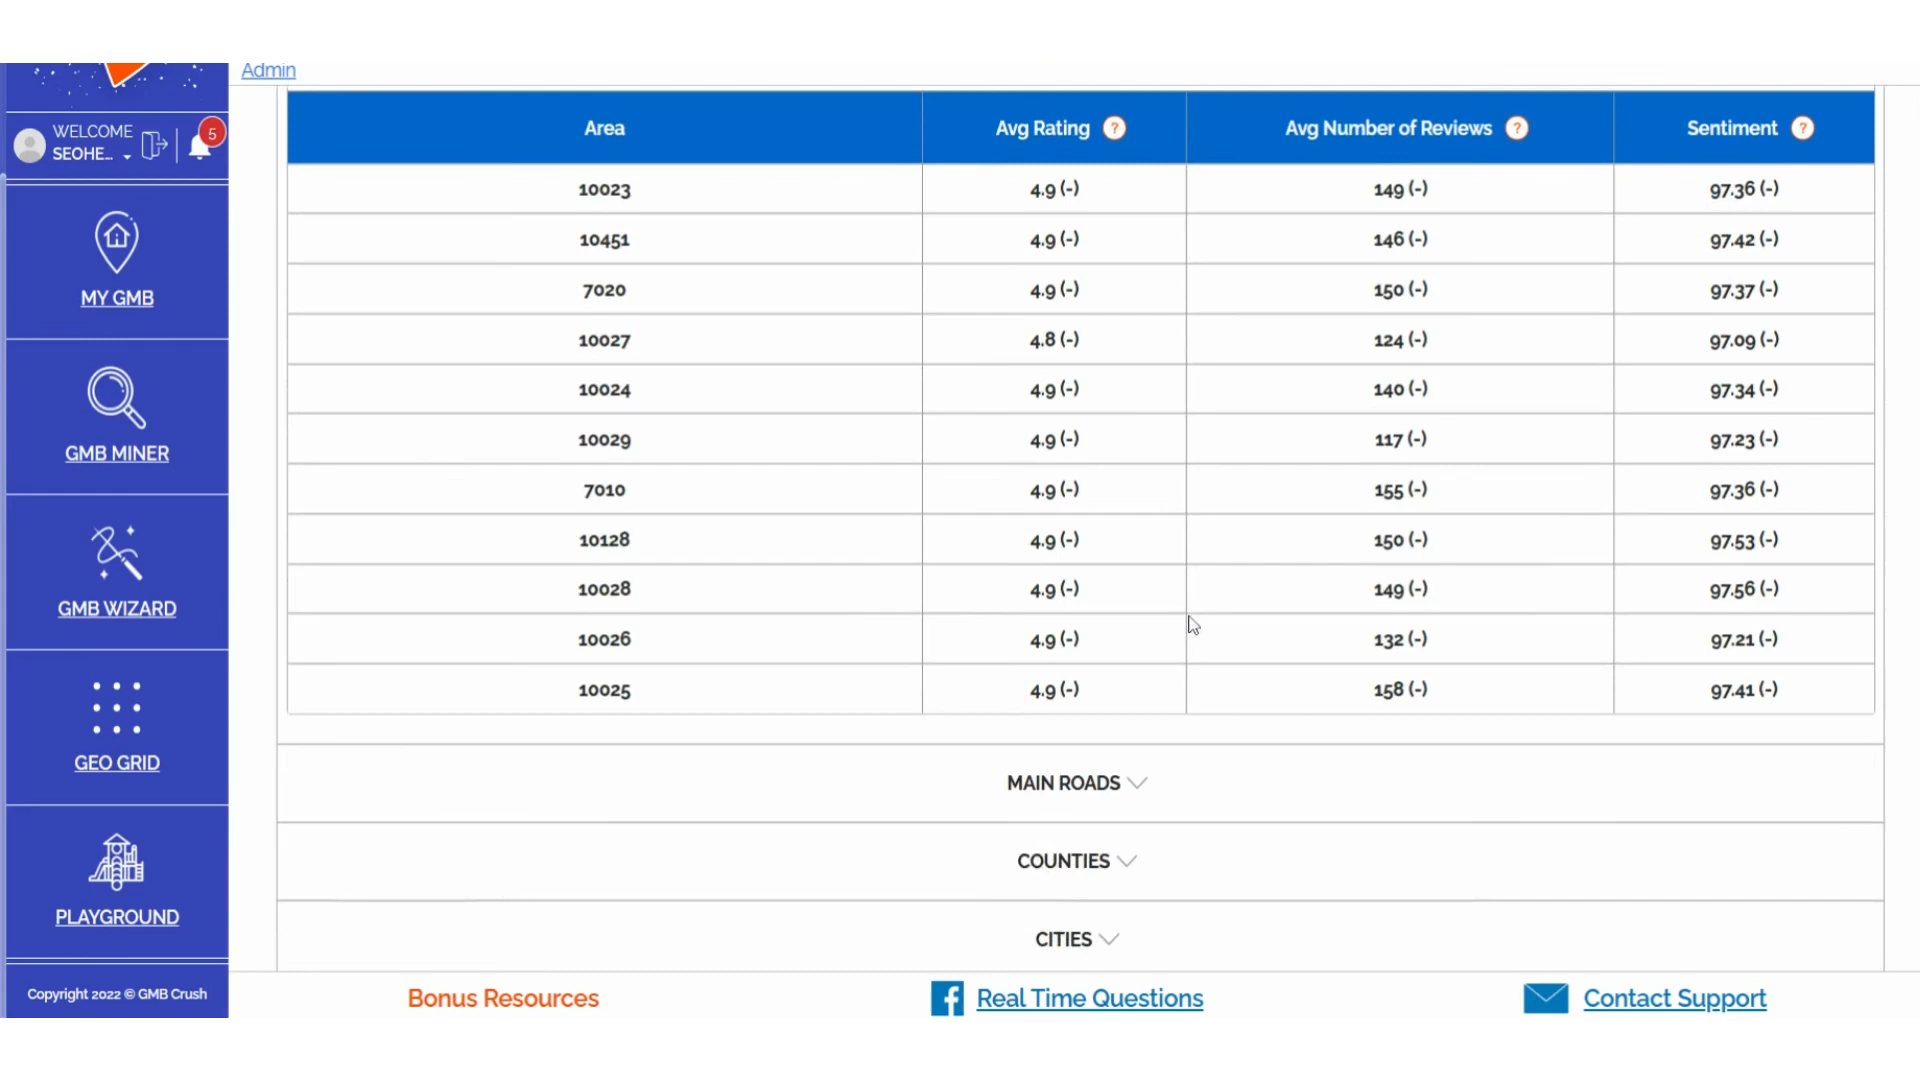 Admin
WELCOME
SEOHE...
5
MY GMB
GMB MINER
GMB WIZARD
GEO GRID
PLAYGROUND
Copyright 2022 © GMB Crush
Area Avg Rating ? Avg Number of Reviews ? Sentiment ?
10023 4.9 (-) 149 (-) 97.36 (-)
10451 4.9 (-) 146 (-) 97.42 (-)
7020 4.9 (-) 150 (-) 97.37 (-)
10027 4.8 (-) 124 (-) 97.09 (-)
10024 4.9 (-) 140 (-) 97.34 (-)
10029 4.9 (-) 117 (-) 97.23 (-)
7010 4.9 (-) 155 (-) 97.36 (-)
10128 4.9 (-) 150 (-) 97.53 (-)
10028 4.9 (-) 149 (-) 97.56 (-)
10026 4.9 (-) 132 (-) 97.21 (-)
10025 4.9 (-) 158 (-) 97.41 (-)
MAIN ROADS
COUNTIES
CITIES
Bonus Resources Real Time Questions Contact Support